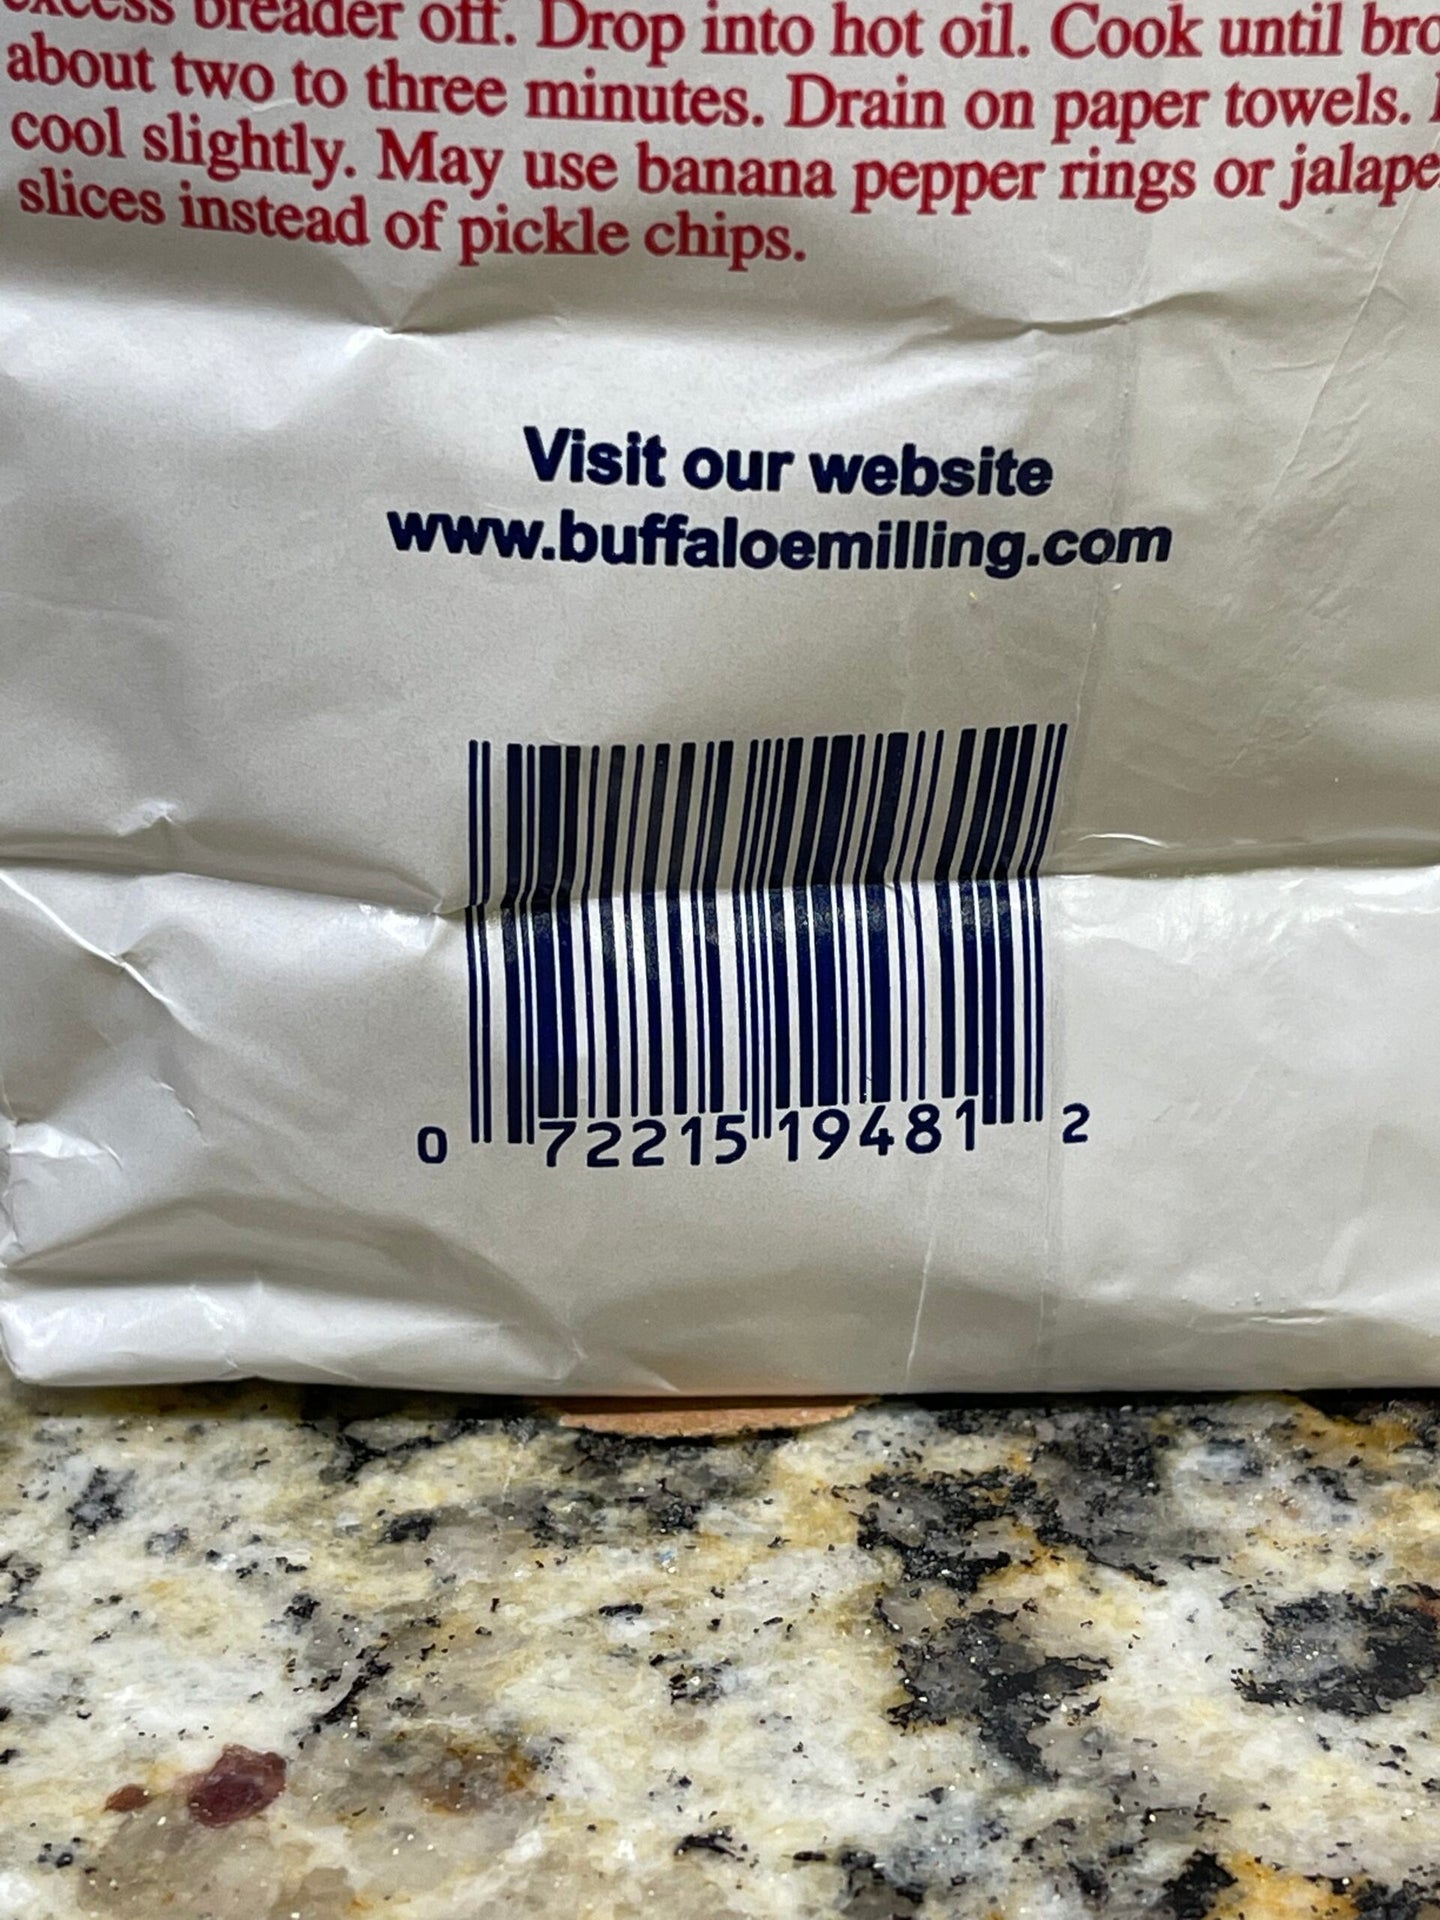 excess breader off. Drop into hot oil. Cook until
about two to three minutes. Drain on paper towels.
cool slightly. May use banana pepper rings or
slices instead of pickle chips.
Visit our website
www.buffaloemilling.com
0 72215 19481 2